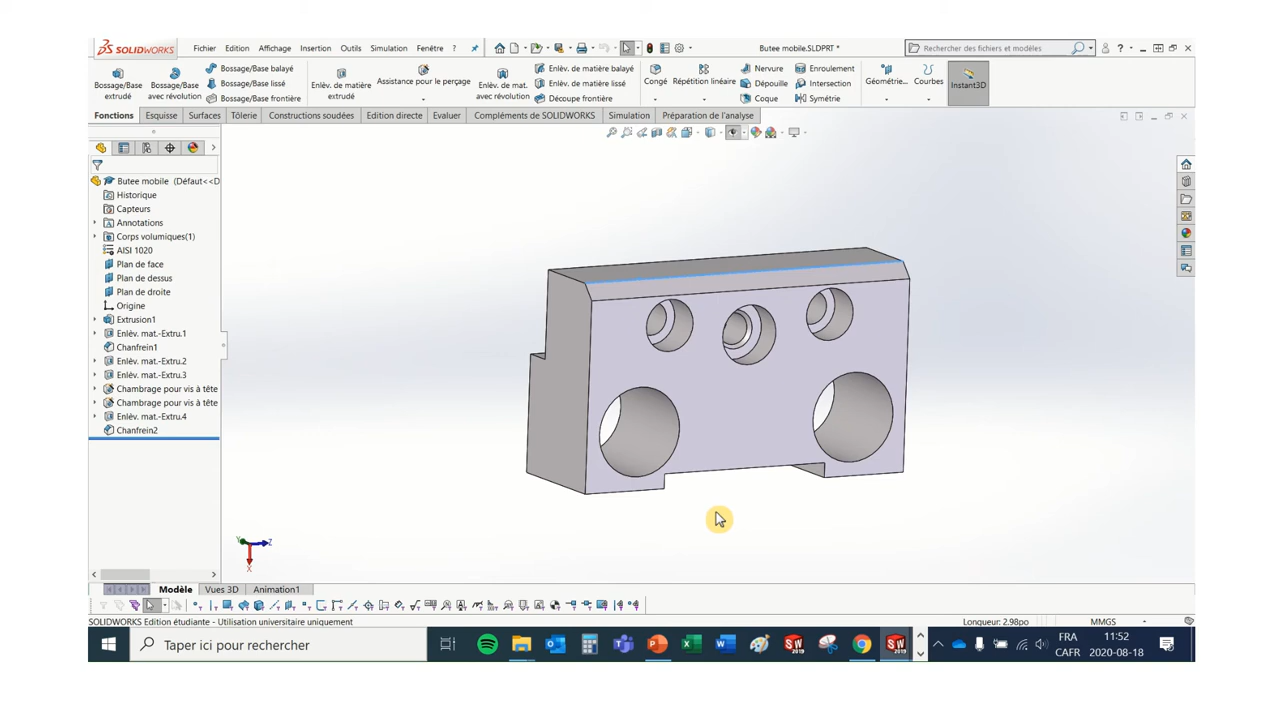 SOLIDWORKS Fichier Edition Affichage Insertion Outils Simulation Fenêtre Butee mobile.SLDPRT * Rechercher des fichiers et modèles
Bossage/Base extrudé
Bossage/Base avec révolution
Bossage/Base balayé
Bossage/Base lissé
Bossage/Base frontière
Enlèv. de matière extrudé
Assistance pour le perçage
Enlèv. de mat. avec révolution
Enlèv. de matière balayé
Enlèv. de matière lissé
Découpe frontière
Congé
Répétition linéaire
Nervure
Dépouille
Coque
Enroulement
Intersection
Symétrie
Géométrie...
Courbes
Instant3D
Fonctions Esquisse Surfaces Tôlerie Constructions soudées Edition directe Evaluer Compléments de SOLIDWORKS Simulation Préparation de l'analyse
Butee mobile (Défaut<<D
Historique
Capteurs
Annotations
Corps volumiques(1)
AISI 1020
Plan de face
Plan de dessus
Plan de droite
Origine
Extrusion1
Enlèv. mat.-Extru.1
Chanfrein1
Enlèv. mat.-Extru.2
Enlèv. mat.-Extru.3
Chambrage pour vis à tête
Chambrage pour vis à tête
Enlèv. mat.-Extru.4
Chanfrein2
Y Z
X
Modèle Vues 3D Animation1
SOLIDWORKS Edition étudiante - Utilisation universitaire uniquement Longueur: 2.98po MMGS
Taper ici pour rechercher
FRA
CAFR
11:52
2020-08-18